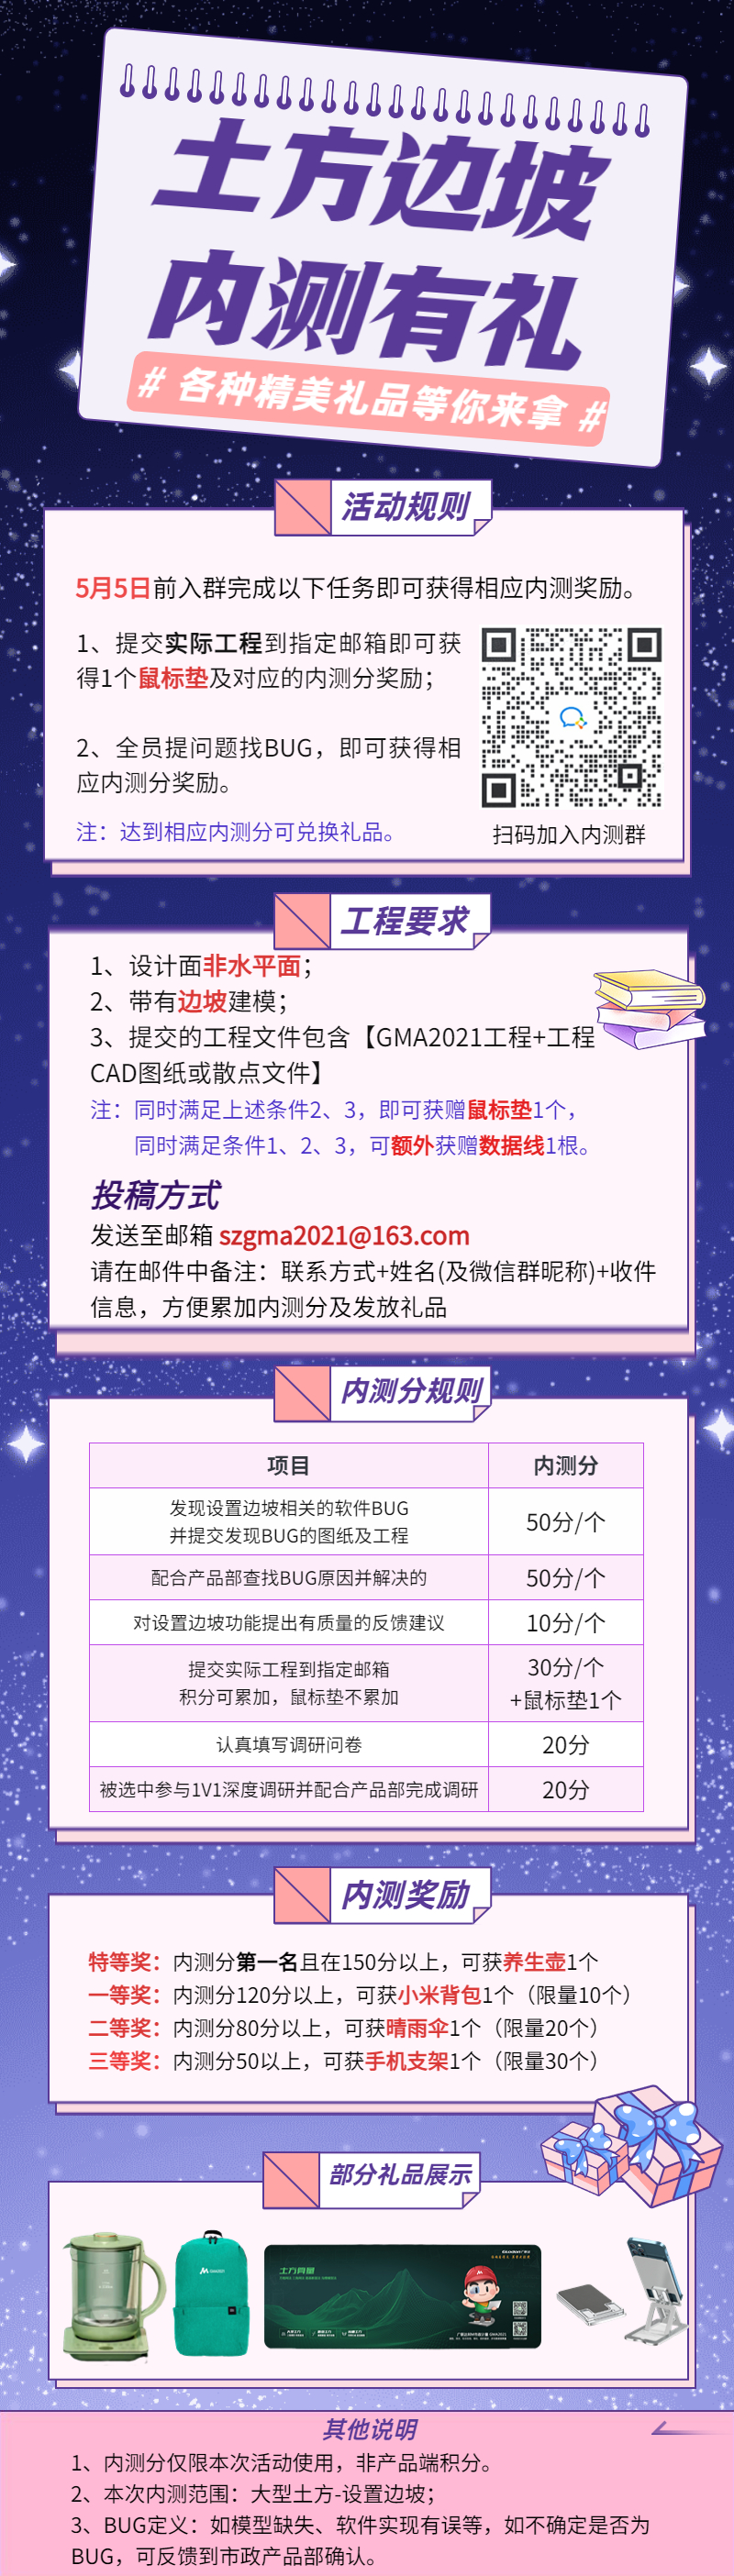 土方边坡
内测有礼
# 各种精美礼品等你来拿 #
活动规则
5月5日前入群完成以下任务即可获得相应内测奖励。
1、提交实际工程到指定邮箱即可获
得1个鼠标垫及对应的内测分奖励；
2、全员提问题找BUG，即可获得相
应内测分奖励。
注：达到相应内测分可兑换礼品。
扫码加入内测群
工程要求
1、设计面非水平面；
2、带有边坡建模；
3、提交的工程文件包含【GMA2021工程+工程
CAD图纸或散点文件】
注：同时满足上述条件2、3，即可获赠鼠标垫1个，
同时满足条件1、2、3，可额外获赠数据线1根。
投稿方式
发送至邮箱 szgma2021@163.com
请在邮件中备注：联系方式+姓名(及微信群昵称)+收件
信息，方便累加内测分及发放礼品
内测分规则
项目 内测分
发现设置边坡相关的软件BUG
并提交发现BUG的图纸及工程
50分/个
配合产品部查找BUG原因并解决的 50分/个
对设置边坡功能提出有质量的反馈建议 10分/个
提交实际工程到指定邮箱
积分可累加，鼠标垫不累加
30分/个
+鼠标垫1个
认真填写调研问卷 20分
被选中参与1V1深度调研并配合产品部完成调研 20分
内测奖励
特等奖：内测分第一名且在150分以上，可获养生壶1个
一等奖：内测分120分以上，可获小米背包1个（限量10个）
二等奖：内测分80分以上，可获晴雨伞1个（限量20个）
三等奖：内测分50以上，可获手机支架1个（限量30个）
部分礼品展示
土方算量
其他说明
1、内测分仅限本次活动使用，非产品端积分。
2、本次内测范围：大型土方-设置边坡；
3、BUG定义：如模型缺失、软件实现有误等，如不确定是否为
BUG，可反馈到市政产品部确认。